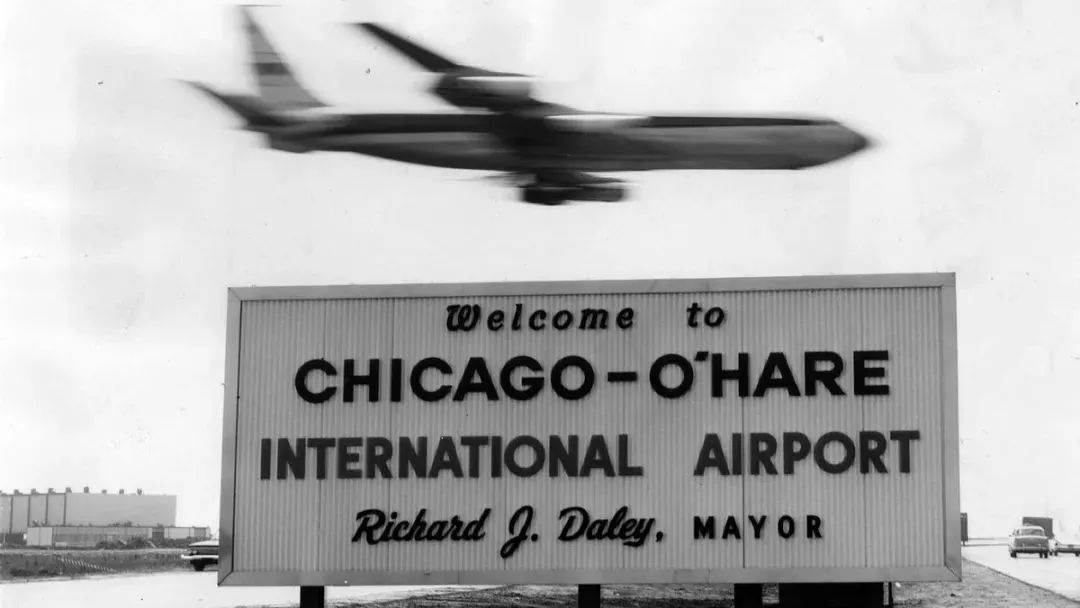 Welcome to
CHICAGO-O'HARE
INTERNATIONAL AIRPORT
Richard J. Daley, MAYOR